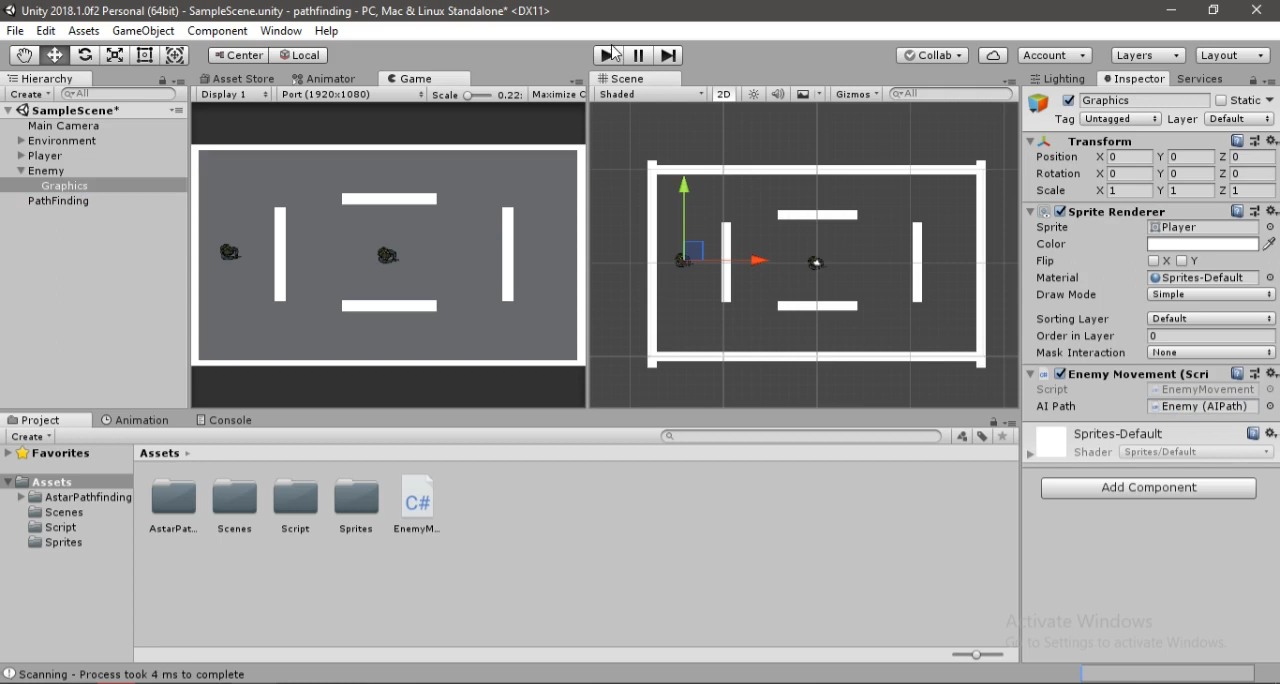 Unity 2018.1.0f2 Personal (64bit) - SampleScene.unity - pathfinding - PC, Mac & Linux Standalone* <DX11>
File Edit Assets GameObject Component Window Help
Center Local Collab Account Layers Layout
Hierarchy Asset Store Animator Game Scene Lighting Inspector Services
Create All Display 1 Port (1920x1080) Scale 0.22: Maximize C Shaded 2D Gizmos All
SampleScene*
Main Camera
Environment
Player
Enemy
Graphics
PathFinding
Graphics Static
Tag Untagged Layer Default
Transform
Position X 0 Y 0 Z 0
Rotation X 0 Y 0 Z 0
Scale X 1 Y 1 Z 1
Sprite Renderer
Sprite Player
Color
Flip X Y
Material Sprites-Default
Draw Mode Simple
Sorting Layer Default
Order in Layer 0
Mask Interaction None
Enemy Movement (Scri
Script EnemyMovement
AI Path Enemy (AIPath)
Sprites-Default
Shader Sprites/Default
Add Component
Project Animation Console
Create
Favorites
Assets
AstarPathfinding
Scenes
Script
Sprites
Assets
AstarPat... Scenes Script Sprites EnemyM...
C#
Activate Windows
Go to Settings to activate Windows.
Scanning - Process took 4 ms to complete